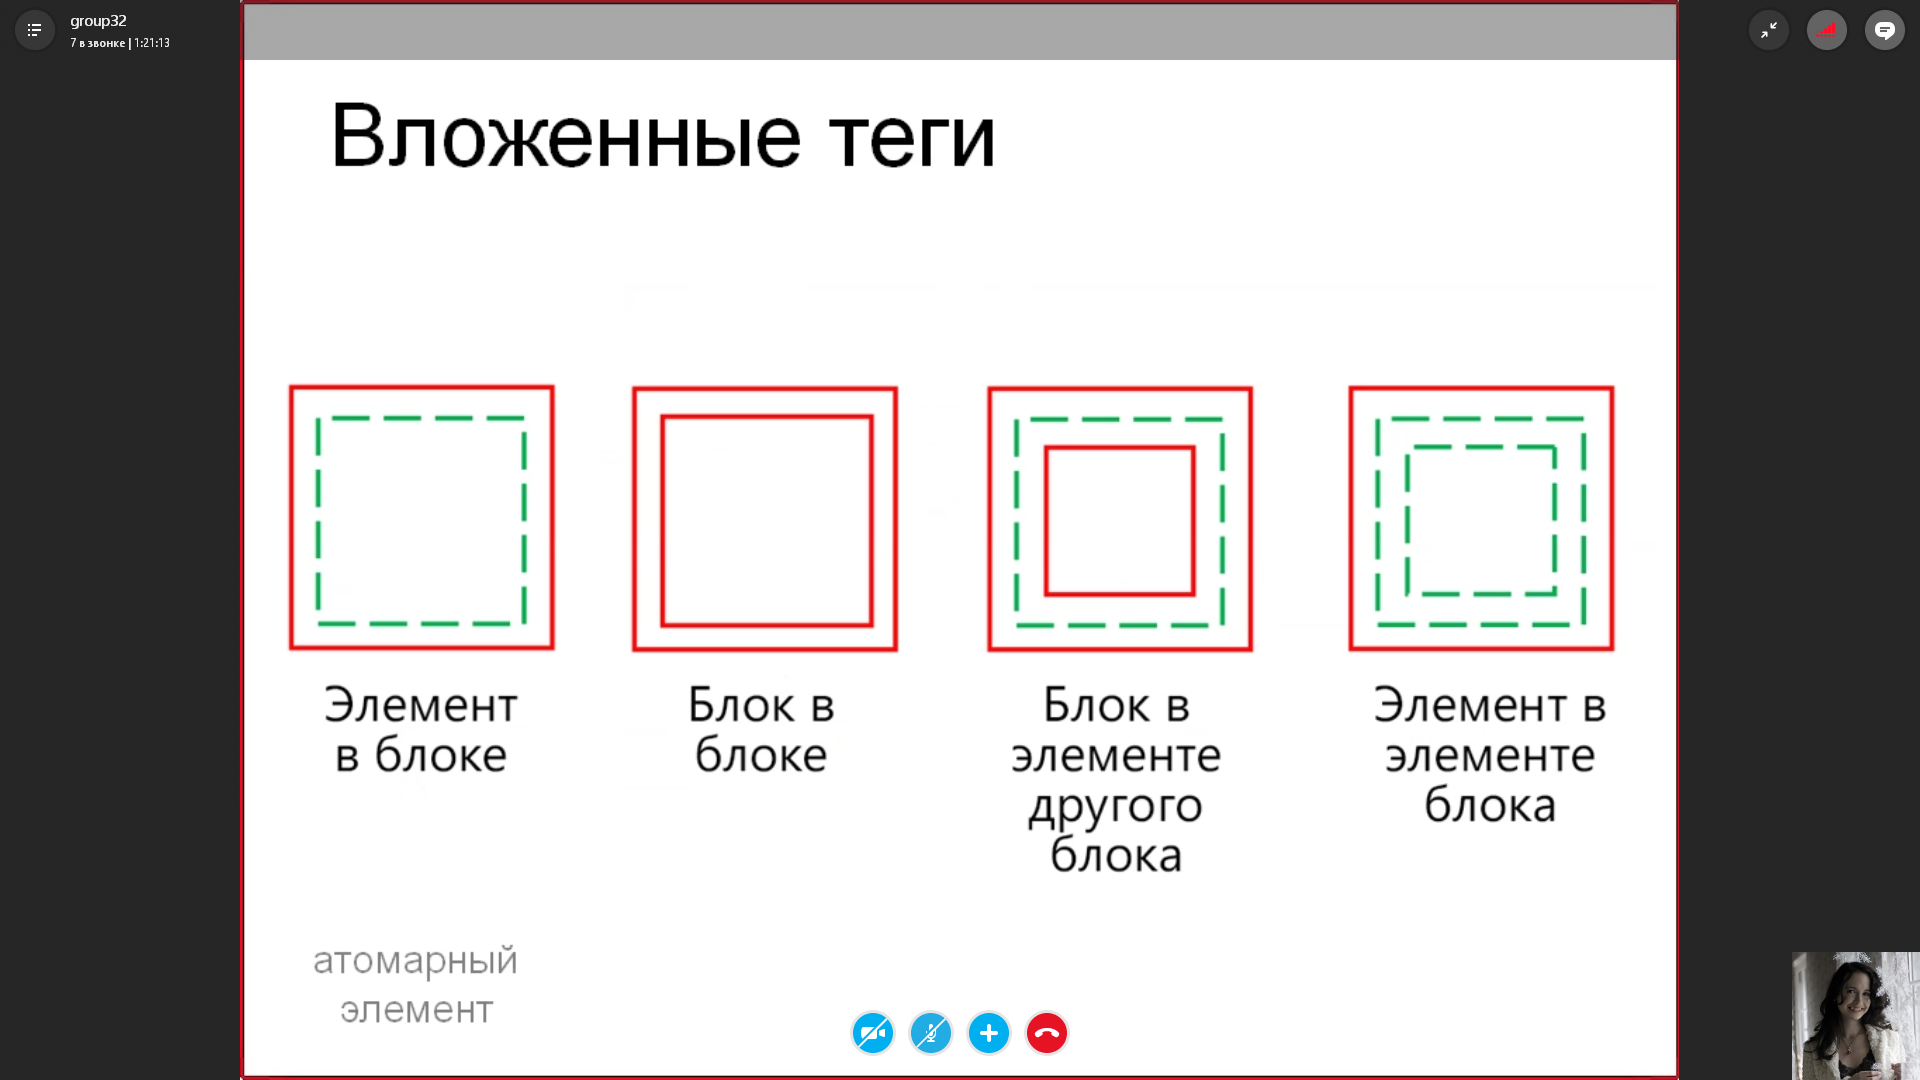 group32
7 в звонке | 1:21:13
Вложенные теги
Элемент
в блоке
Блок в
блоке
Блок в
элементе
другого
блока
Элемент в
элементе
блока
атомарный
элемент